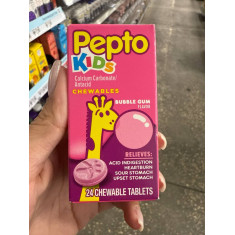 Pepto
KIDS
Calcium Carbonate/
Antacid
CHEWABLES
BUBBLE GUM
FLAVOR
RELIEVES:
ACID INDIGESTION
HEARTBURN
SOUR STOMACH
UPSET STOMACH
24 CHEWABLE TABLETS